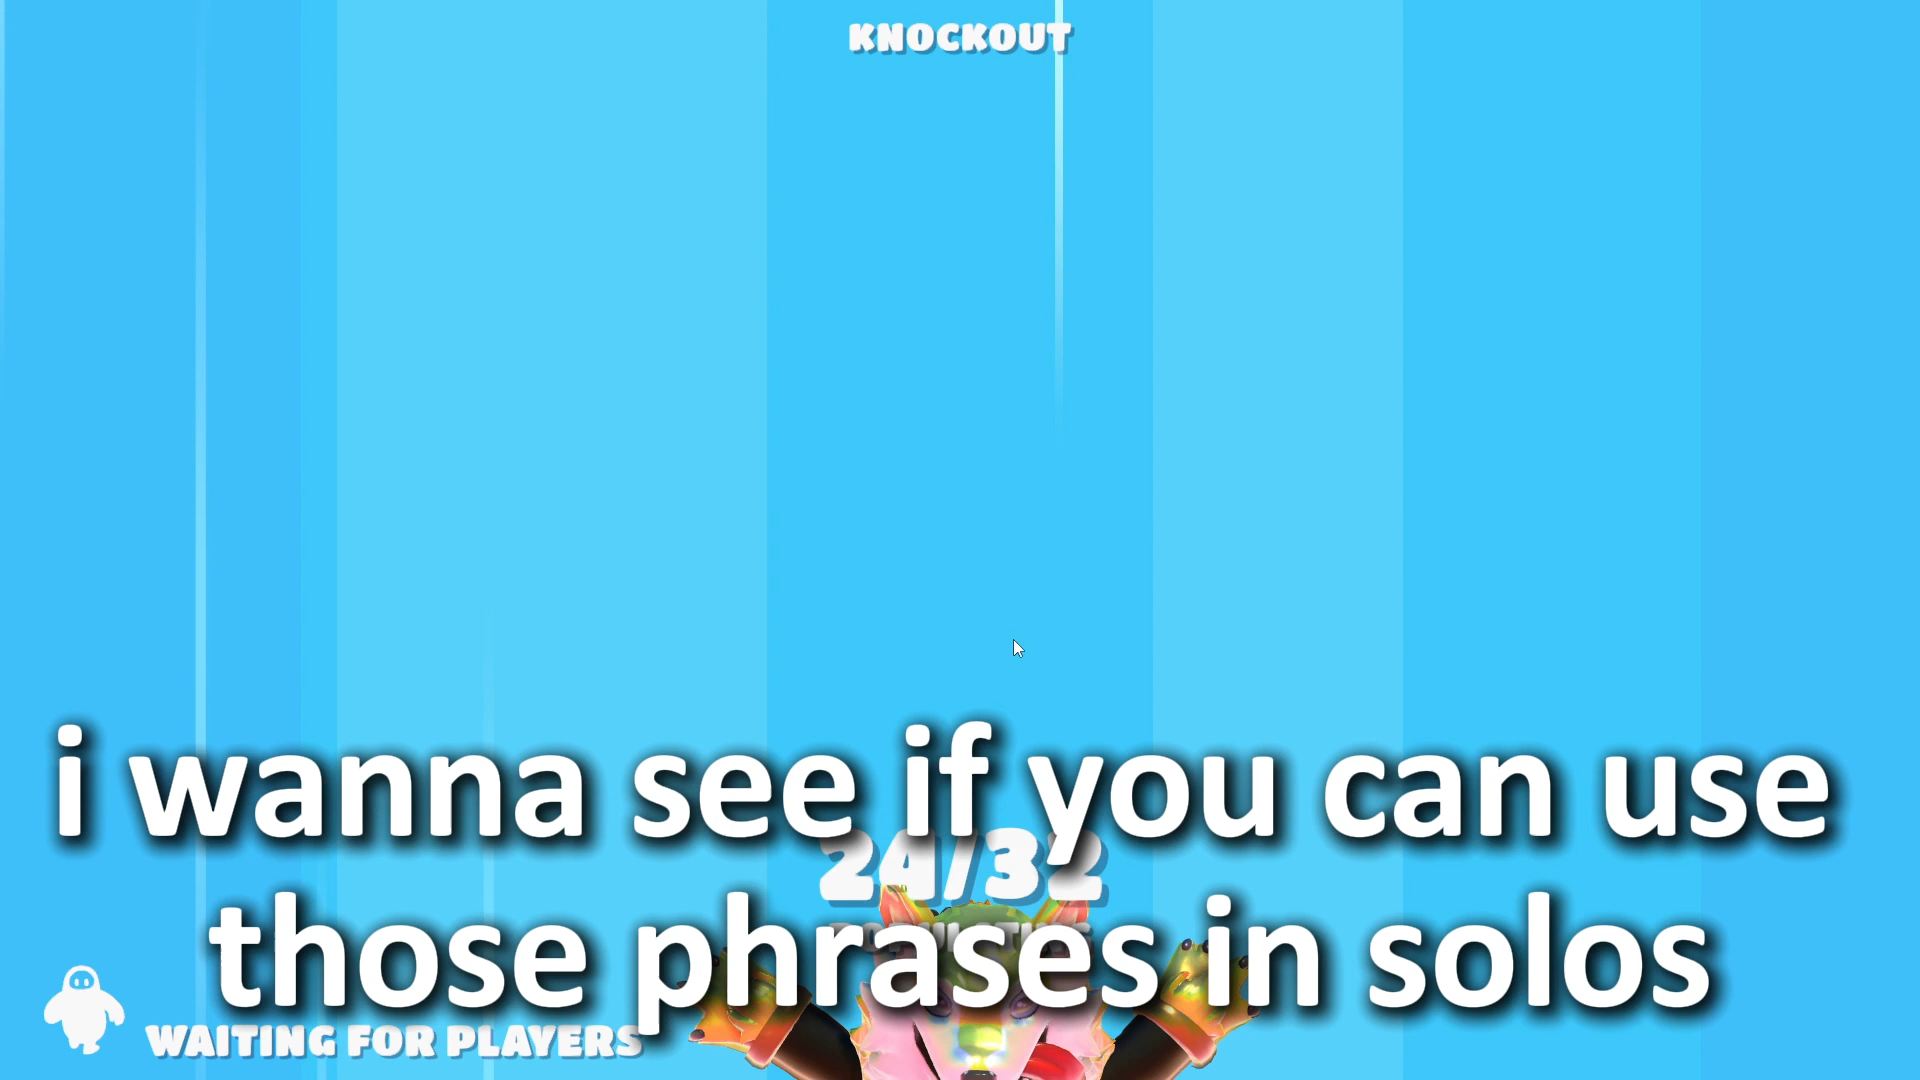 KNOCKOUT
i wanna see if you can use
24/32
those phrases in solos
WAITING FOR PLAYERS